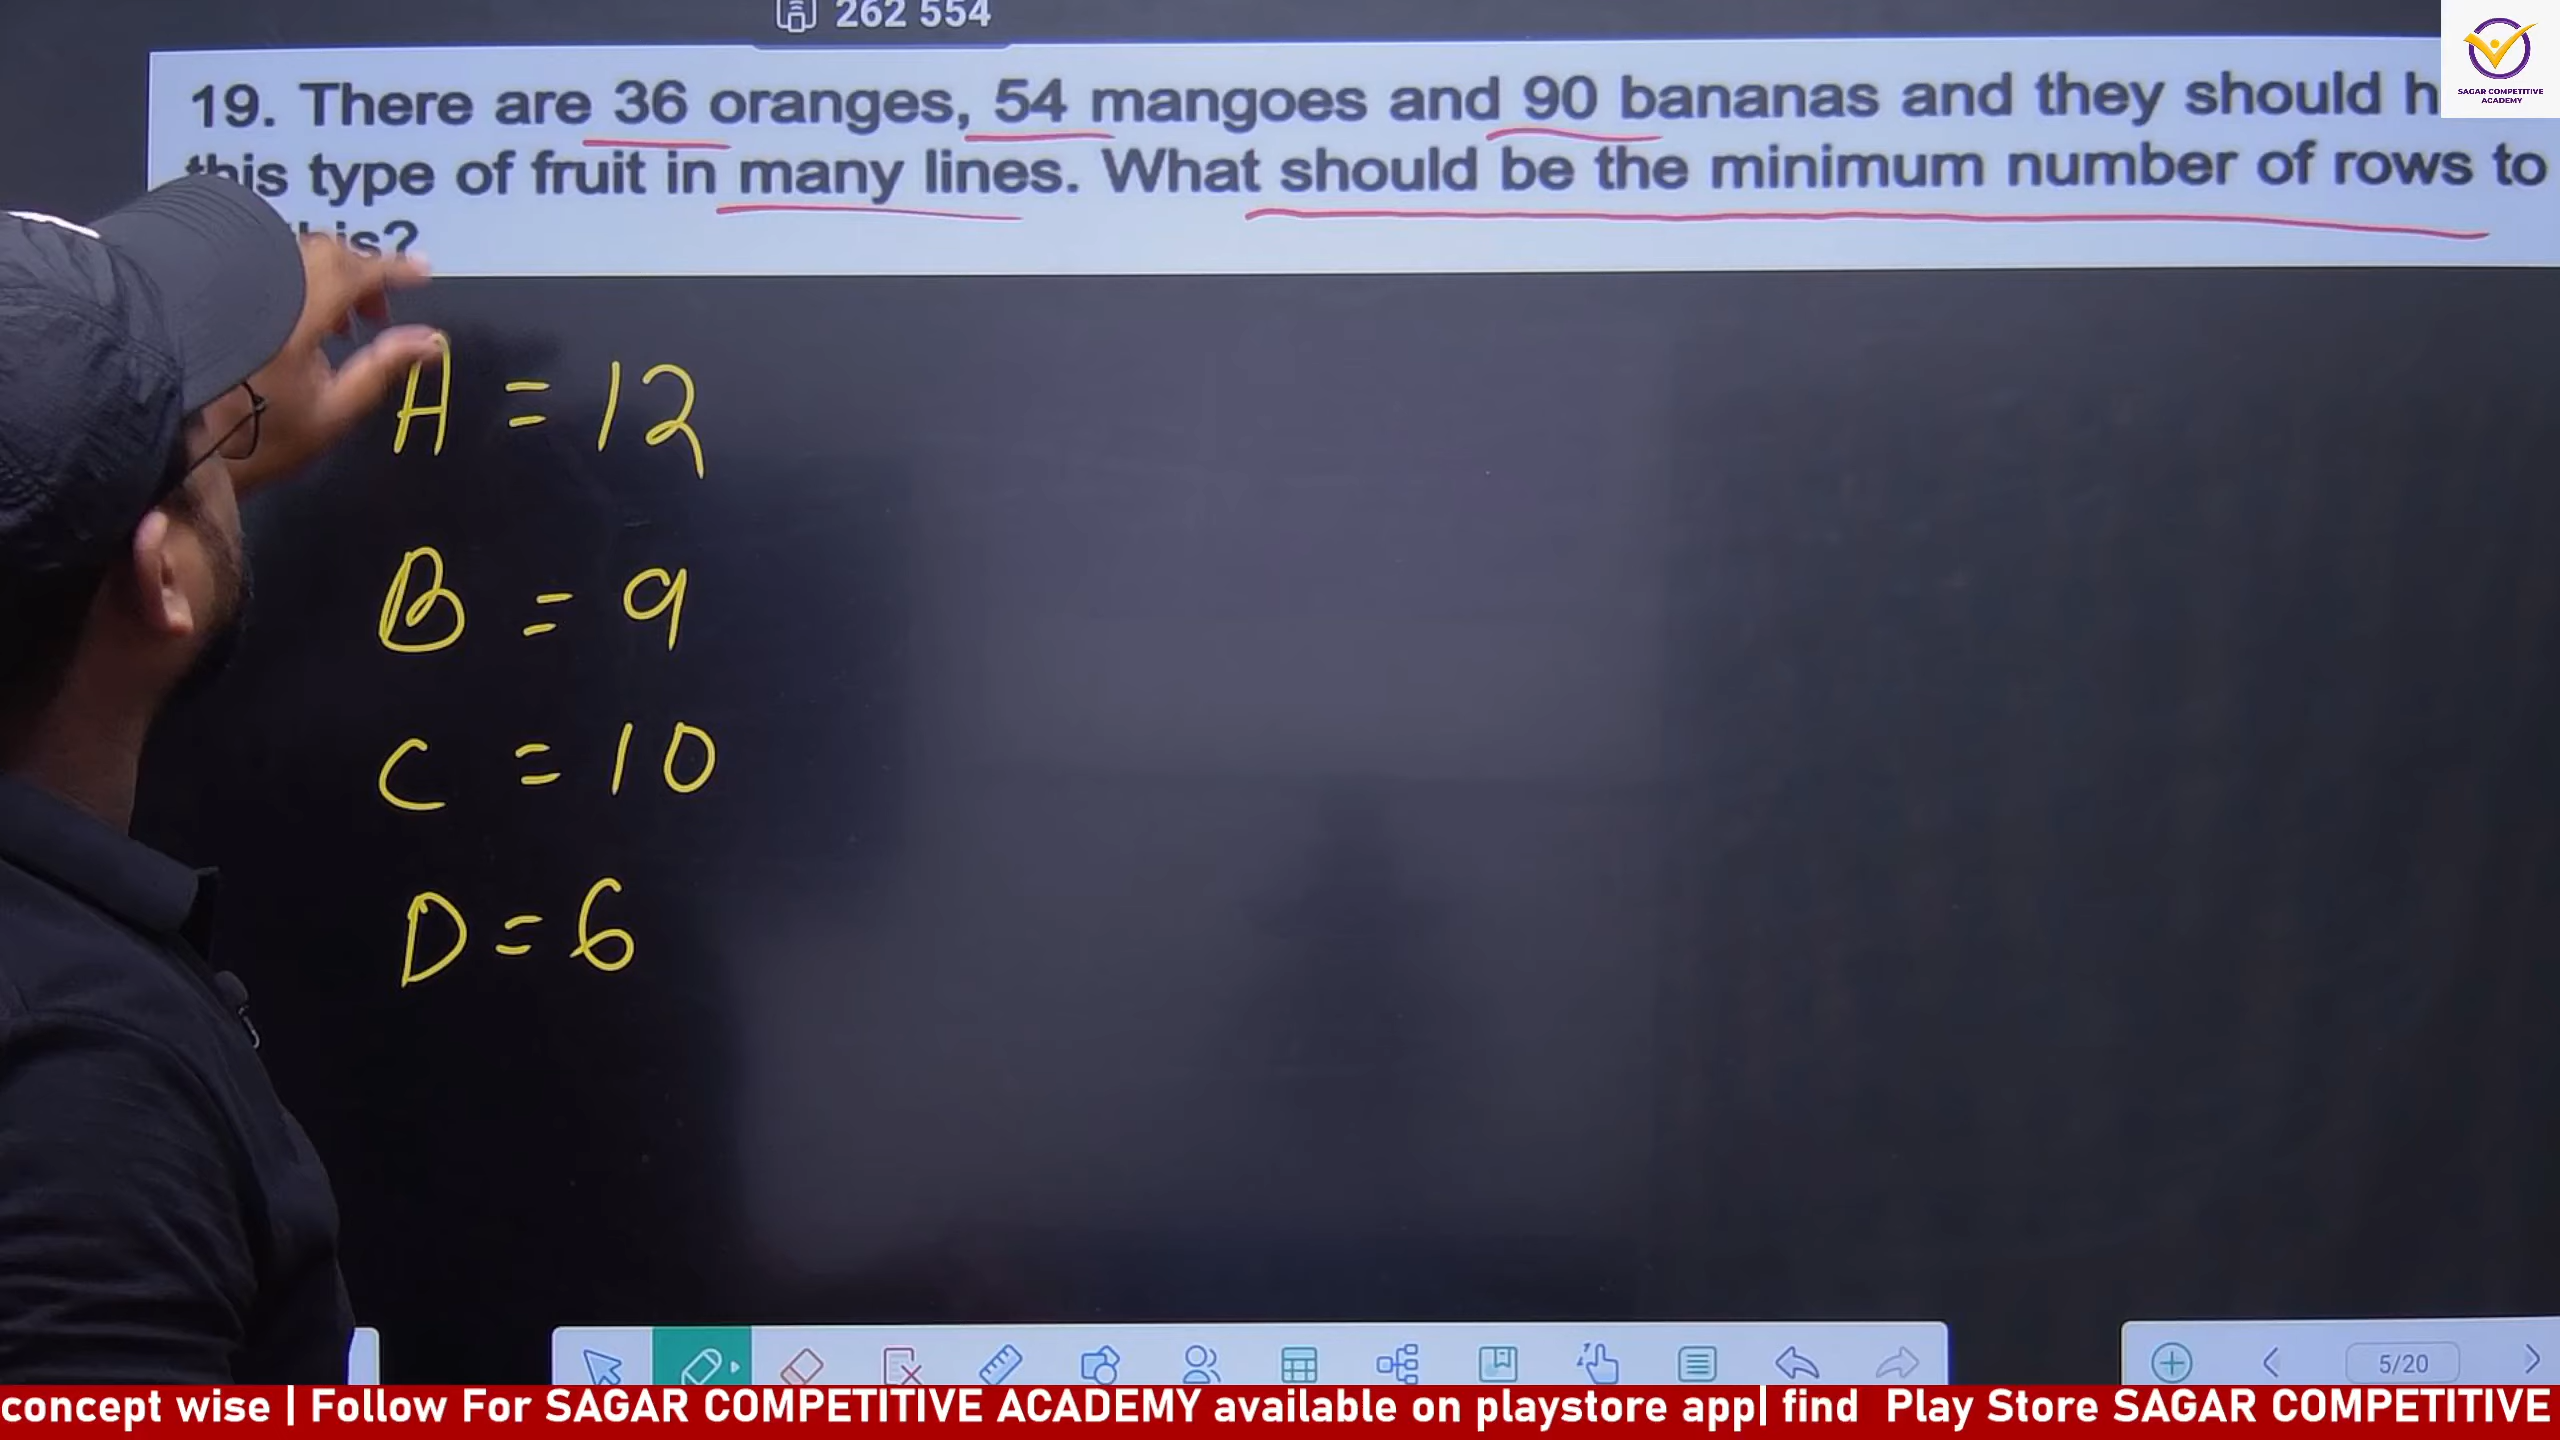 262 554
SAGAR COMPETITIVE
ACADEMY
19. There are 36 oranges, 54 mangoes and 90 bananas and they should
this type of fruit in many lines. What should be the minimum number of rows to
this?
A = 12
B = 9
C = 10
D = 6
5/20
concept wise | Follow For SAGAR COMPETITIVE ACADEMY available on playstore app| find Play Store SAGAR COMPETITIVE